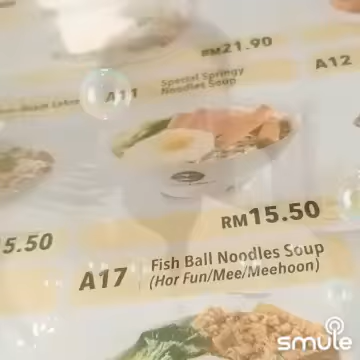 RM21.90
A11
Special Springy
Noodles Soup
A12
RM15.50
5.50
A17
Fish Ball Noodles Soup
(Hor Fun/Mee/Meehoon)
smule